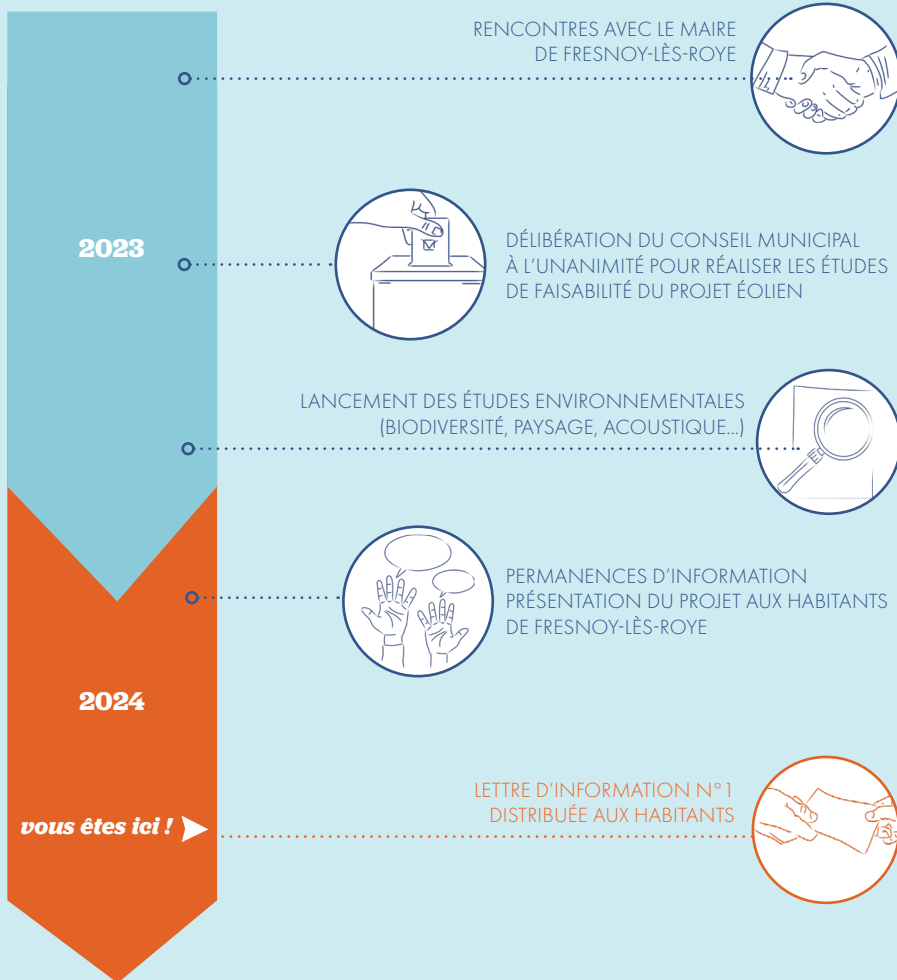 RENCONTRES AVEC LE MAIRE
DE FRESNOY-LÈS-ROYE
2023
DÉLIBÉRATION DU CONSEIL MUNICIPAL
À L’UNANIMITÉ POUR RÉALISER LES ÉTUDES
DE FAISABILITÉ DU PROJET ÉOLIEN
LANCEMENT DES ÉTUDES ENVIRONNEMENTALES
(BIODIVERSITÉ, PAYSAGE, ACOUSTIQUE...)
PERMANENCES D’INFORMATION
PRÉSENTATION DU PROJET AUX HABITANTS
DE FRESNOY-LÈS-ROYE
2024
LETTRE D’INFORMATION N°1
DISTRIBUÉE AUX HABITANTS
vous êtes ici !